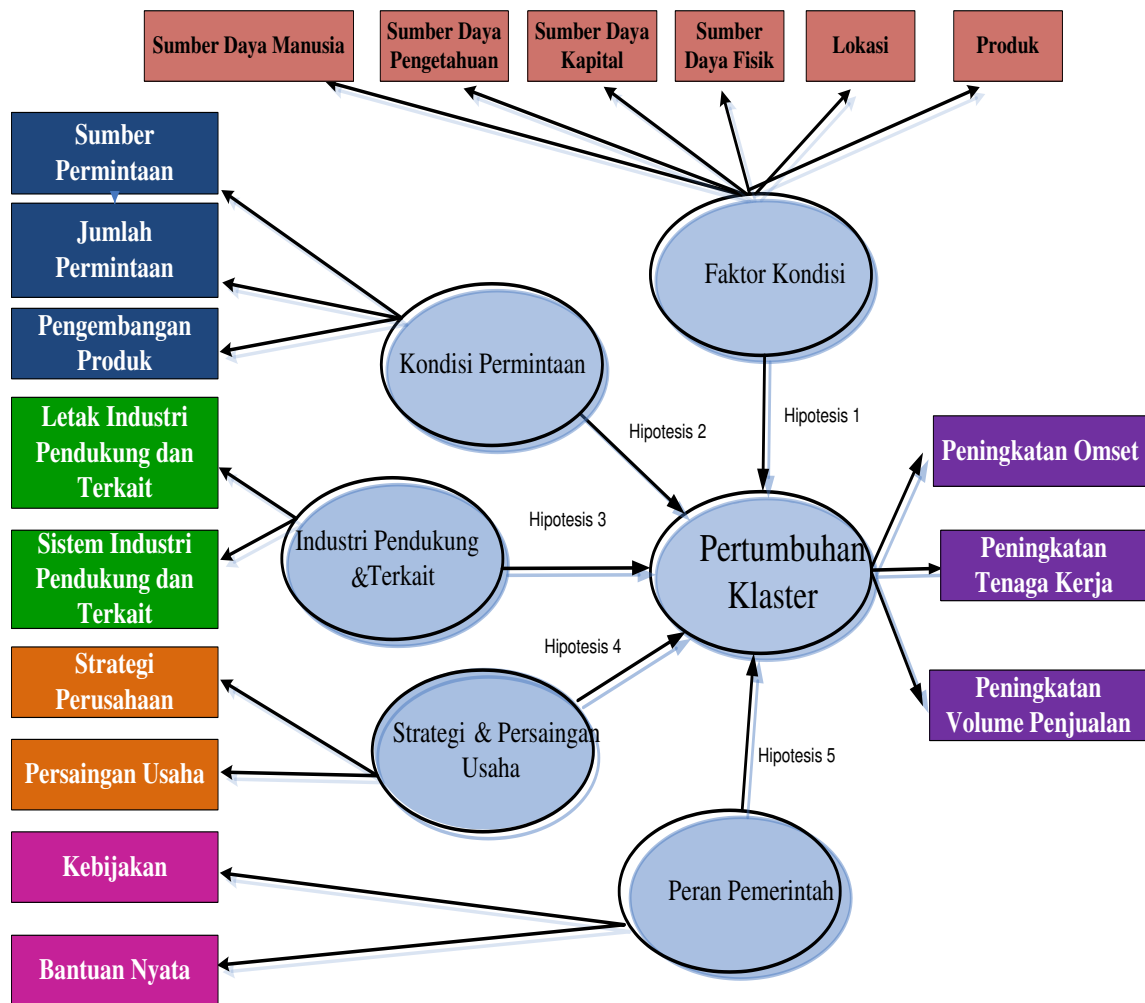 Sumber Daya Manusia
Sumber Daya
Pengetahuan
Sumber Daya
Kapital
Sumber
Daya Fisik
Lokasi
Produk
Sumber
Permintaan
Jumlah
Permintaan
Pengembangan
Produk
Letak Industri
Pendukung dan
Terkait
Sistem Industri
Pendukung dan
Terkait
Strategi
Perusahaan
Persaingan Usaha
Kebijakan
Bantuan Nyata
Faktor Kondisi
Kondisi Permintaan
Industri Pendukung
&Terkait
Strategi & Persaingan
Usaha
Peran Pemerintah
Hipotesis 1
Hipotesis 2
Hipotesis 3
Hipotesis 4
Hipotesis 5
Pertumbuhan
Klaster
Peningkatan Omset
Peningkatan
Tenaga Kerja
Peningkatan
Volume Penjualan